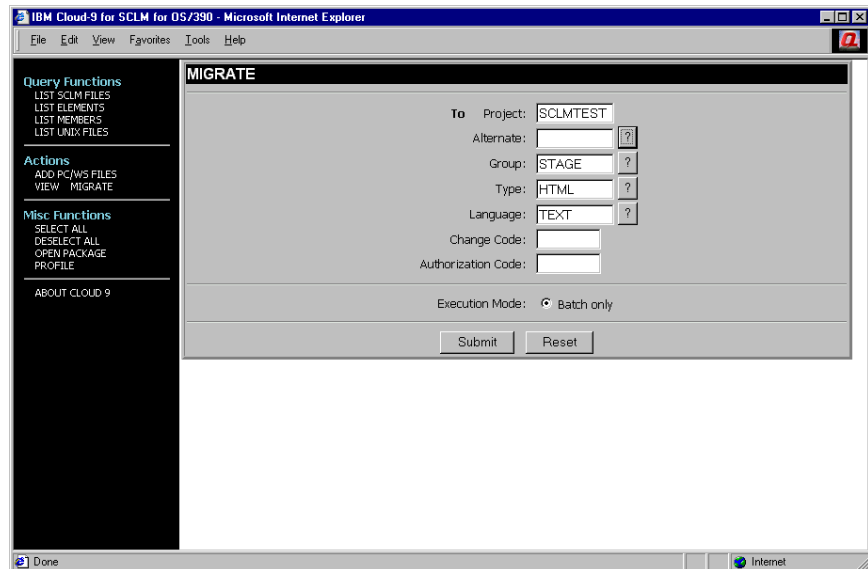 IBM Cloud-9 for SCLM for OS/390 - Microsoft Internet Explorer
File Edit View Favorites Tools Help
Query Functions
LIST SCLM FILES
LIST ELEMENTS
LIST MEMBERS
LIST UNIX FILES
Actions
ADD PC/WS FILES
VIEW MIGRATE
Misc Functions
SELECT ALL
DESELECT ALL
OPEN PACKAGE
PROFILE
ABOUT CLOUD 9
MIGRATE
To Project: SCLMTEST
Alternate: ?
Group: STAGE ?
Type: HTML ?
Language: TEXT ?
Change Code:
Authorization Code:
Execution Mode: Batch only
Submit Reset
Done Internet